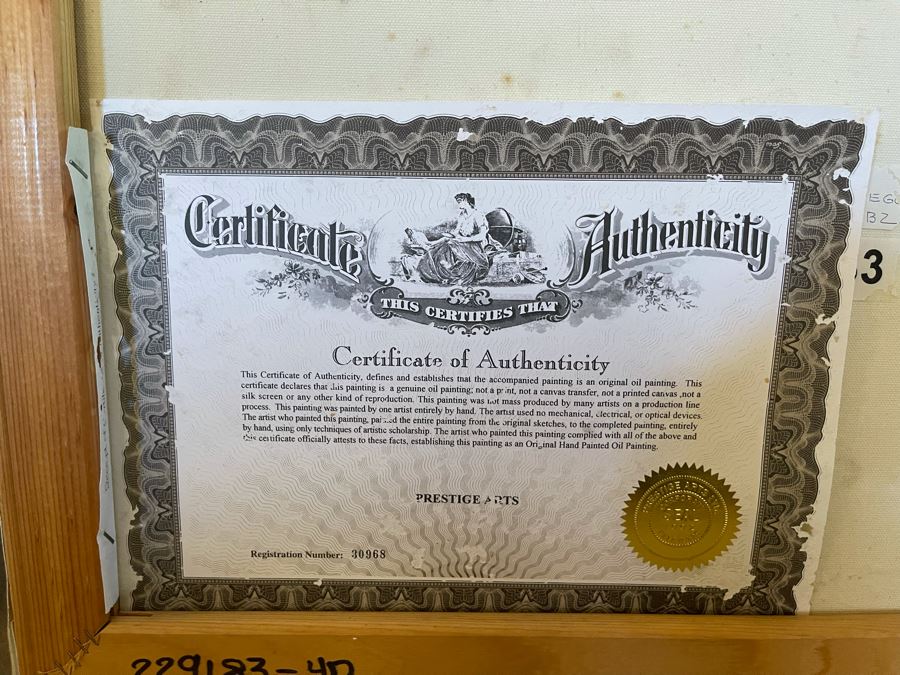 Certificate Authenticity
THIS CERTIFIES THAT
Certificate of Authenticity
This Certificate of Authenticity, defines and establishes that the accompanied painting is an original oil painting. This
certificate declares that this painting is a genuine oil painting; not a print, not a canvas transfer, not a printed canvas ,not a
silk screen or any other kind of reproduction. This painting was not mass produced by many artists on a production line
process. This painting was painted by one artist entirely by hand. The artist used no mechanical, electrical, or optical devices.
The artist who painted this painting, painted the entire painting from the original sketches, to the completed painting, entirely
by hand, using only techniques of artistic scholarship. The artist who painted this painting complied with all of the above and
this certificate officially attests to these facts, establishing this painting as an Original Hand Painted Oil Painting.
PRESTIGE ARTS
Registration Number: 30968
SEAL
BZ
3
229183-4D